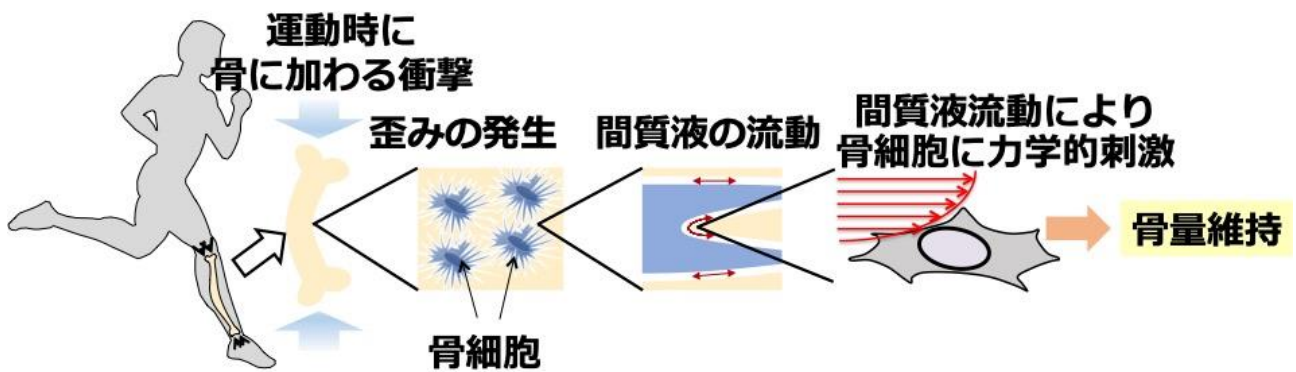 運動時に
骨に加わる衝撃
歪みの発生
間質液の流動
間質液流動により
骨細胞に力学的刺激
骨量維持
骨細胞